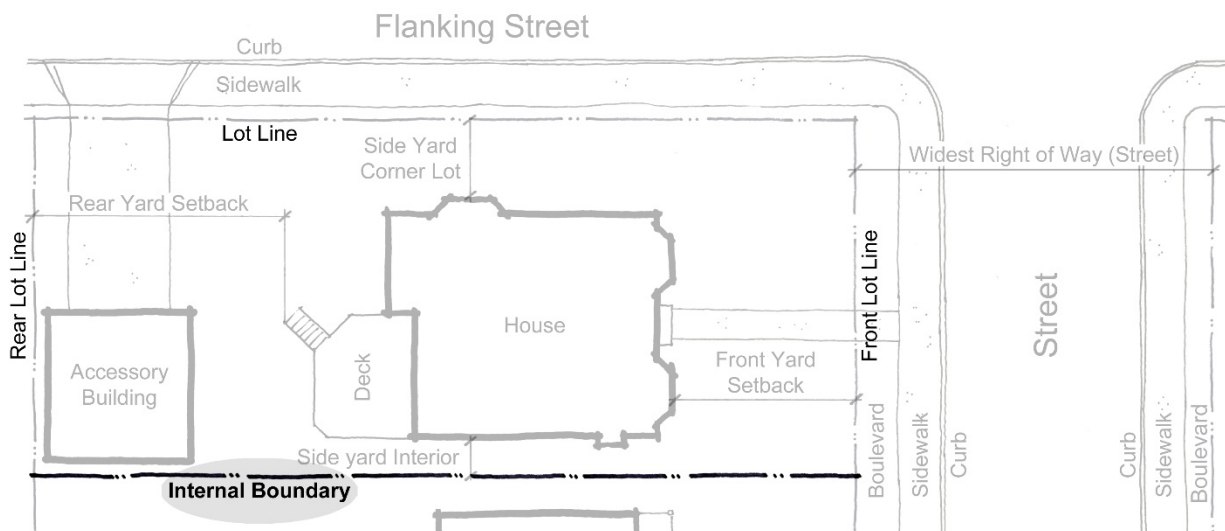 Flanking Street
Curb
Sidewalk
Lot Line
Side Yard
Corner Lot
Widest Right of Way (Street)
Rear Yard Setback
Rear Lot Line
Front Lot Line
Street
House
Accessory
Building
Deck
Front Yard
Setback
Boulevard
Sidewalk
Curb
Curb
Sidewalk
Boulevard
Side yard Interior
Internal Boundary